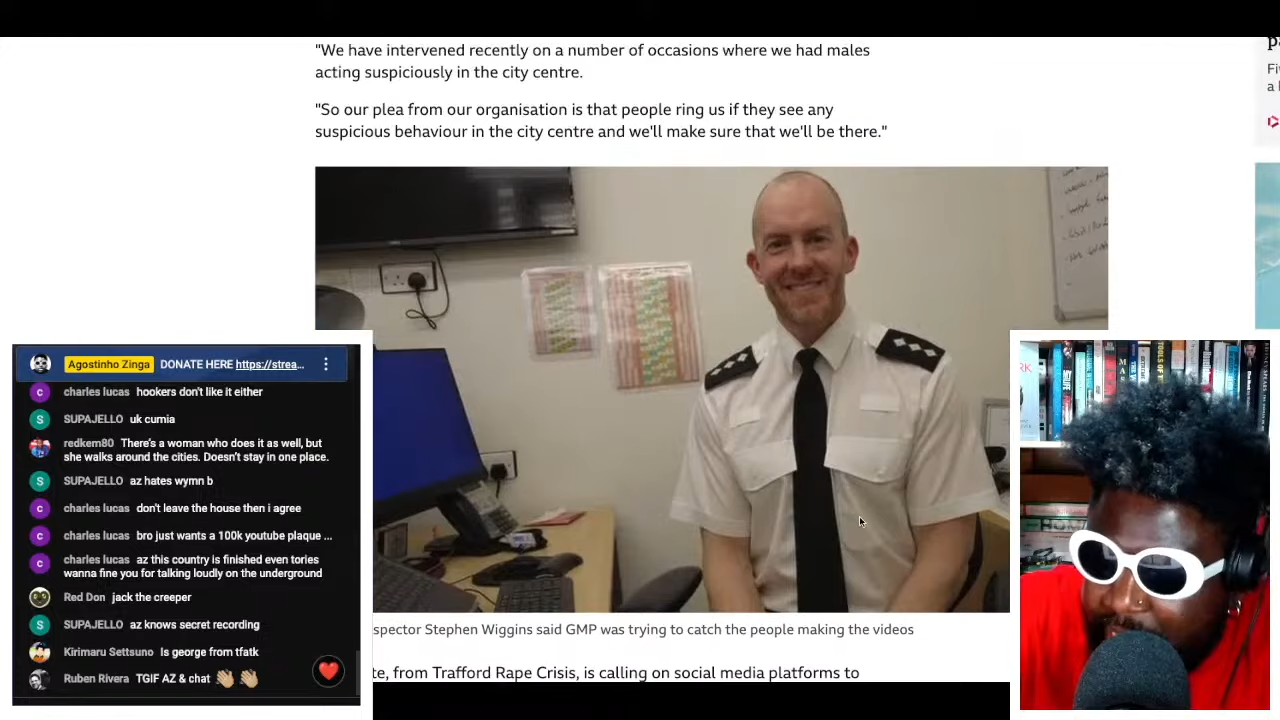 "We have intervened recently on a number of occasions where we had males
acting suspiciously in the city centre.
"So our plea from our organisation is that people ring us if they see any
suspicious behaviour in the city centre and we'll make sure that we'll be there."
Agostinho Zinga DONATE HERE https://strea...
charles lucas hookers don't like it either
SUPAJELLO uk cumia
redkem80 There's a woman who does it as well, but
she walks around the cities. Doesn't stay in one place.
SUPAJELLO az hates wymn b
charles lucas don't leave the house then i agree
charles lucas bro just wants a 100k youtube plaque ...
charles lucas az this country is finished even tories
wanna fine you for talking loudly on the underground
Red Don jack the creeper
SUPAJELLO az knows secret recording
Kirimaru Settsuno Is george from tfatk
Ruben Rivera TGIF AZ & chat
spector Stephen Wiggins said GMP was trying to catch the people making the videos
te, from Trafford Rape Crisis, is calling on social media platforms to